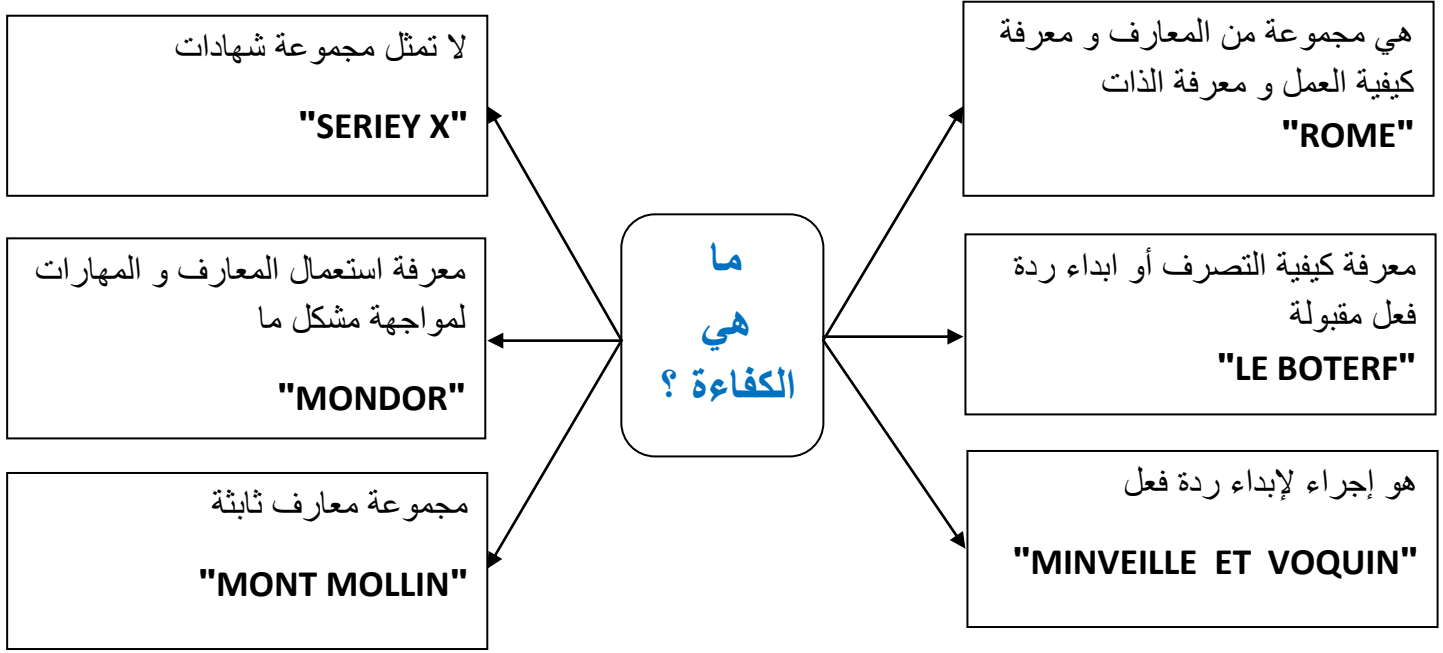 هي مجموعة من المعارف و معرفة
كيفية العمل و معرفة الذات
"ROME"
معرفة كيفية التصرف أو ابداء ردة
فعل مقبولة
"LE BOTERF"
هو إجراء لإبداء ردة فعل
"MINVEILLE ET VOQUIN"
ما
هي
الكفاءة ؟
لا تمثل مجموعة شهادات
"SERIEY X"
معرفة استعمال المعارف و المهارات
لمواجهة مشكل ما
"MONDOR"
مجموعة معارف ثابثة
"MONT MOLLIN"